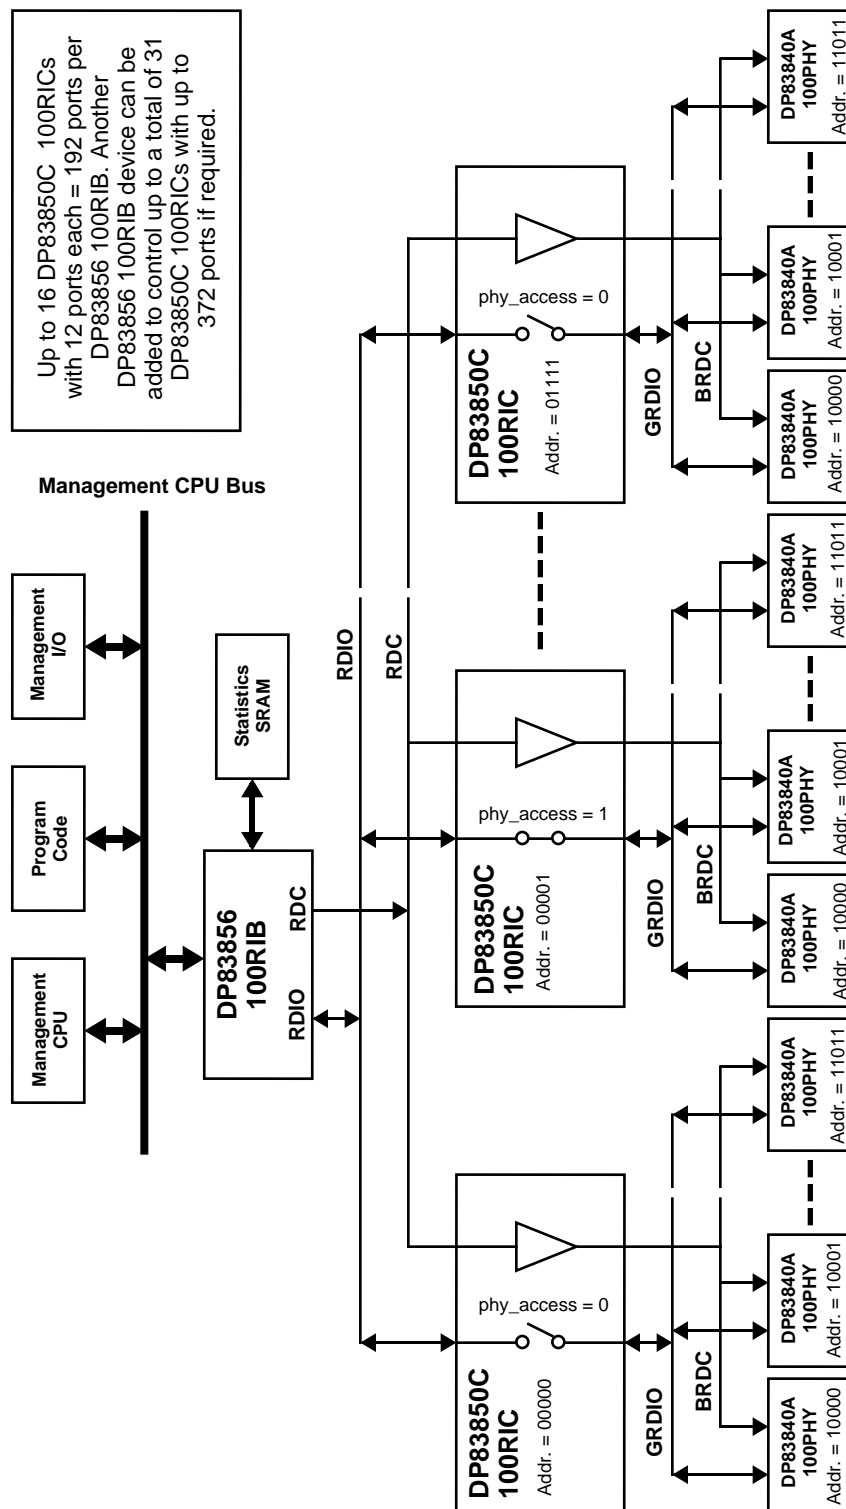 Up to 16 DP83850C 100RICs
with 12 ports each = 192 ports per
DP83856 100RIB. Another
DP83856 100RIB device can be
added to control up to a total of 31
DP83850C 100RICs with up to
372 ports if required.
Management CPU Bus
Management
I/O
Program
Code
Management
CPU
Statistics
SRAM
DP83856
100RIB
RDIO
RDC
RDIO
RDC
DP83850C
100RIC
Addr. = 01111
phy_access = 0
GRDIO
BRDC
DP83840A
100PHY
Addr. = 11011
DP83840A
100PHY
Addr. = 10001
DP83840A
100PHY
Addr. = 10000
DP83850C
100RIC
Addr. = 00001
phy_access = 1
GRDIO
BRDC
DP83840A
100PHY
Addr. = 11011
DP83840A
100PHY
Addr. = 10001
DP83840A
100PHY
Addr. = 10000
DP83850C
100RIC
Addr. = 00000
phy_access = 0
GRDIO
BRDC
DP83840A
100PHY
Addr. = 11011
DP83840A
100PHY
Addr. = 10001
DP83840A
100PHY
Addr. = 10000